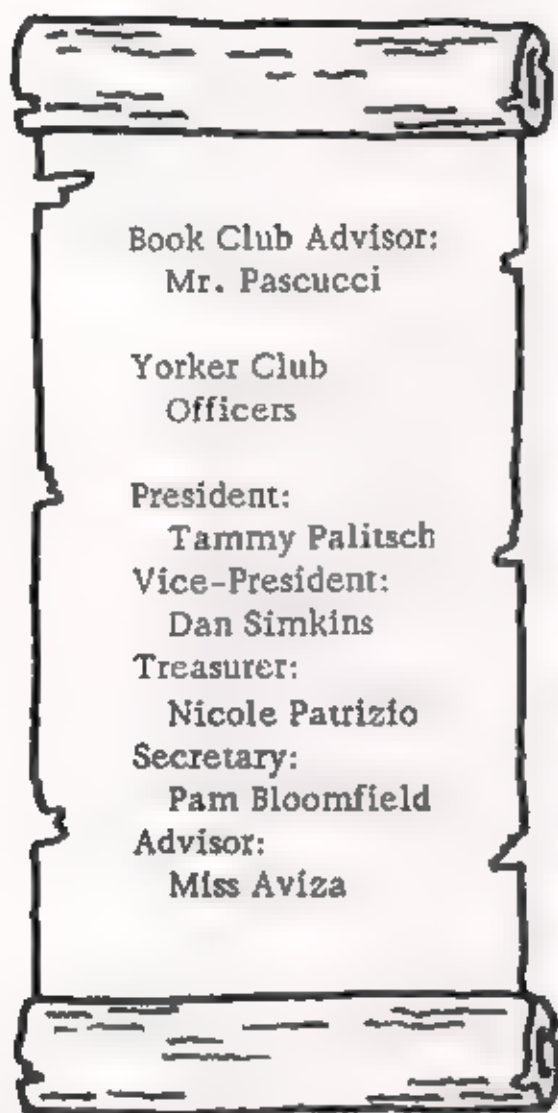 Book Club Advisor:
Mr. Pascucci
Yorker Club
Officers
President:
Tammy Palitsch
Vice-President:
Dan Simkins
Treasurer:
Nicole Patrizio
Secretary:
Pam Bloomfield
Advisor:
Miss Aviza